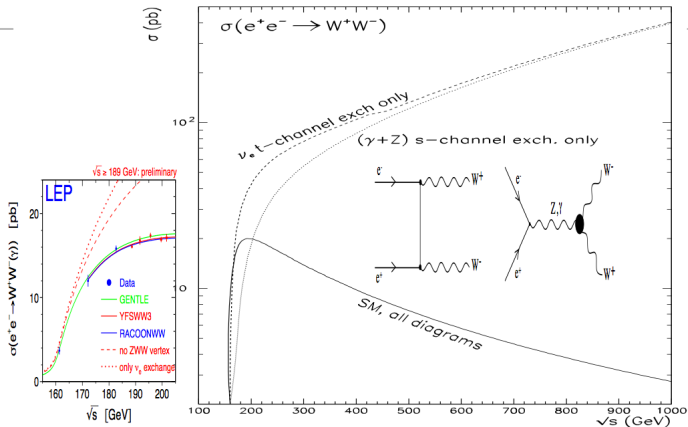 √s ≥ 189 GeV: preliminary
LEP
σ(e⁺e⁻→W⁺W⁻(γ)) [pb]
20
10
0
Data
GENTLE
YFSWW3
RACOONWW
no ZWW vertex
only νₑ exchange
160 170 180 190 200
√s [GeV]
σ (pb)
σ(e⁺e⁻ → W⁺W⁻)
νₑ t-channel exch only
(γ+Z) s-channel exch. only
10²
10
e⁻
W⁺
e⁺
W⁻
e⁻
Z,γ
W⁻
e⁺
W⁺
SM, all diagrams
100 200 300 400 500 600 700 800 900 1000
√s (GeV)